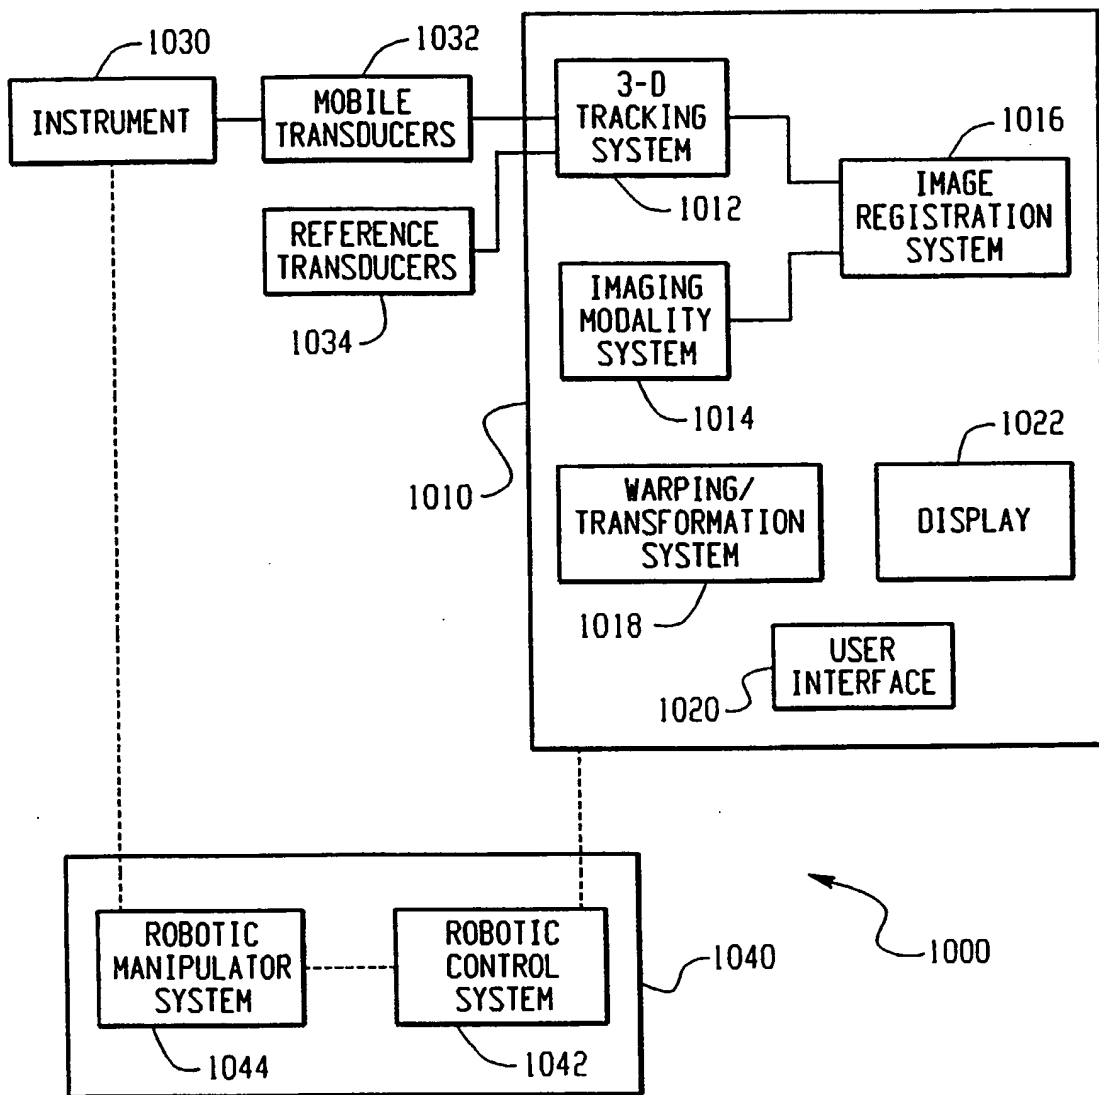 1030
INSTRUMENT
1032
MOBILE
TRANSDUCERS
REFERENCE
TRANSDUCERS
1034
3-D
TRACKING
SYSTEM
1012
1016
IMAGE
REGISTRATION
SYSTEM
IMAGING
MODALITY
SYSTEM
1014
1010
WARPING/
TRANSFORMATION
SYSTEM
1018
1022
DISPLAY
USER
INTERFACE
1020
ROBOTIC
MANIPULATOR
SYSTEM
1044
ROBOTIC
CONTROL
SYSTEM
1042
1040
1000